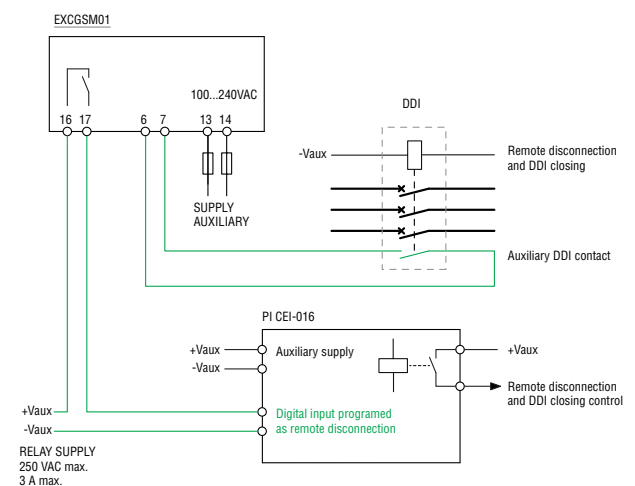 EXCGSM01
100...240VAC
16 17 6 7 13 14
SUPPLY
AUXILIARY
DDI
-Vaux
Remote disconnection
and DDI closing
Auxiliary DDI contact
PI CEI-016
+Vaux
-Vaux
Auxiliary supply
+Vaux
Remote disconnection
and DDI closing control
Digital input programed
as remote disconnection
+Vaux
-Vaux
RELAY SUPPLY
250 VAC max.
3 A max.